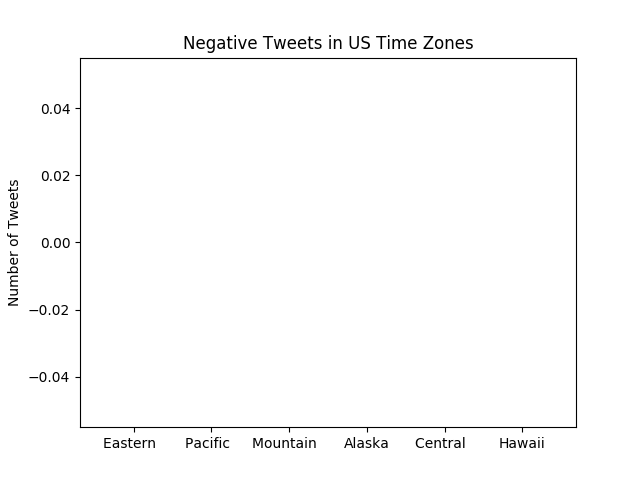 Negative Tweets in US Time Zones
0.04
0.02
0.00
−0.02
−0.04
Number of Tweets
Eastern Pacific Mountain Alaska Central Hawaii